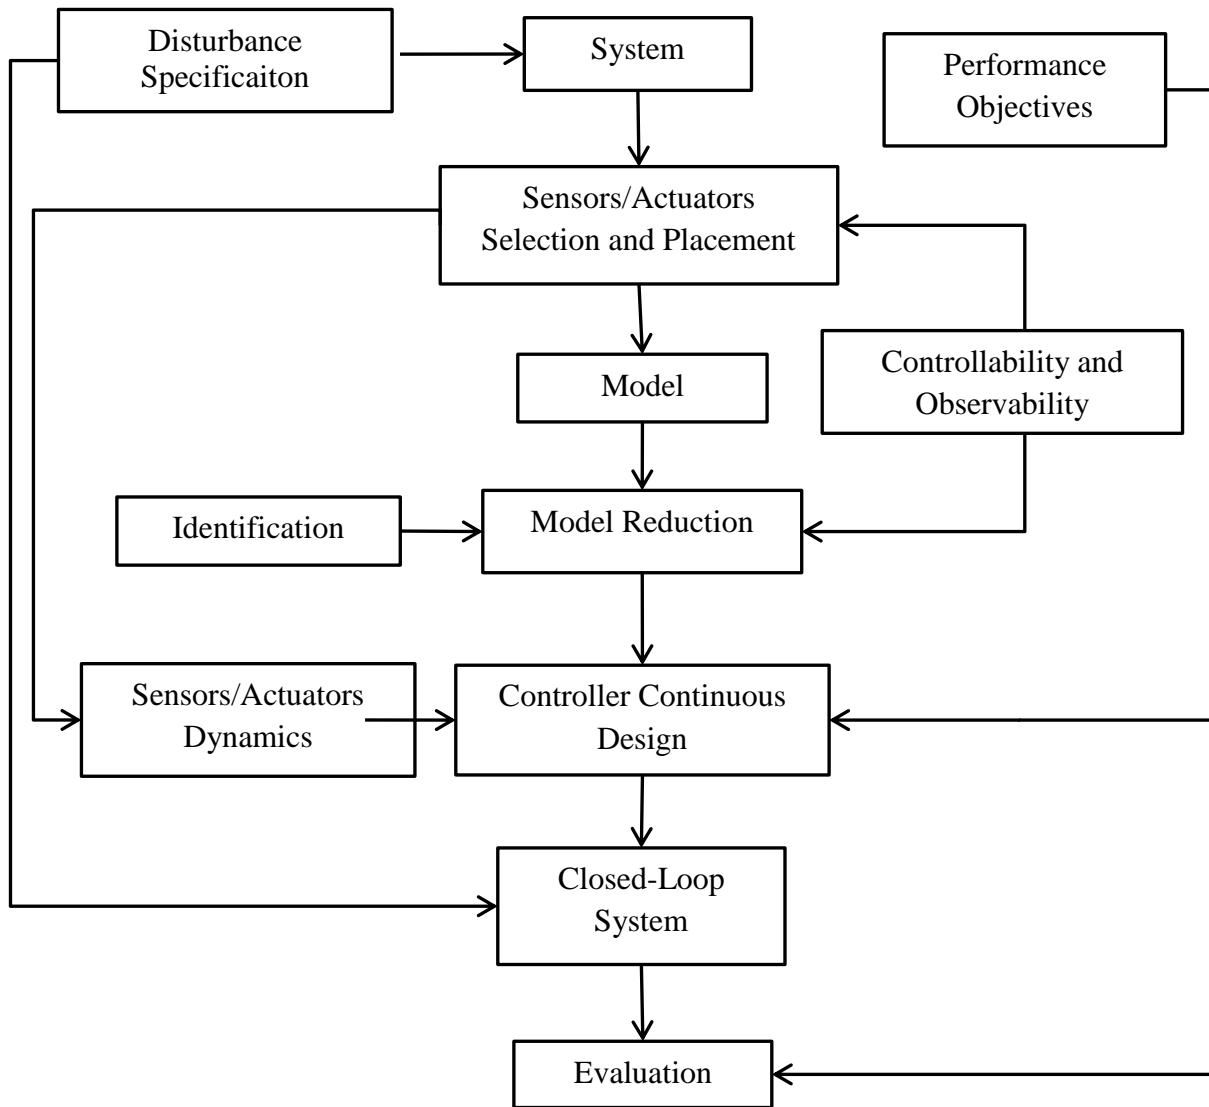 Disturbance
Specificaiton
System
Performance
Objectives
Sensors/Actuators
Selection and Placement
Model
Controllability and
Observability
Identification
Model Reduction
Sensors/Actuators
Dynamics
Controller Continuous
Design
Closed-Loop
System
Evaluation